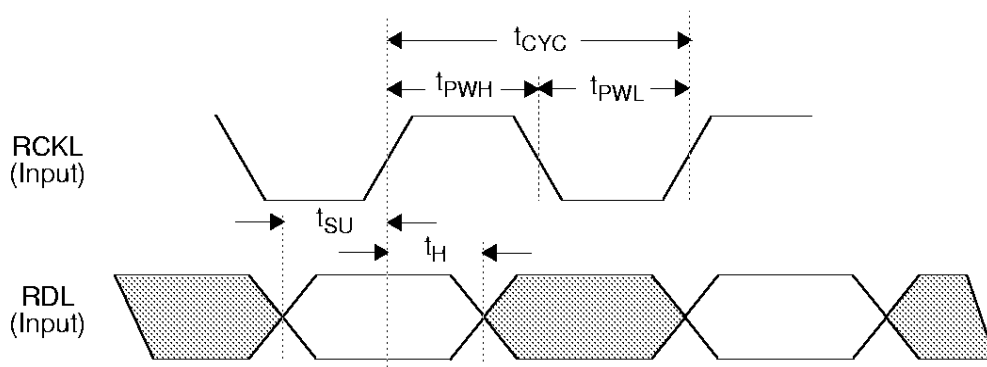 tCYC
tPWH
tPWL
RCKL
(Input)
tSU
tH
RDL
(Input)